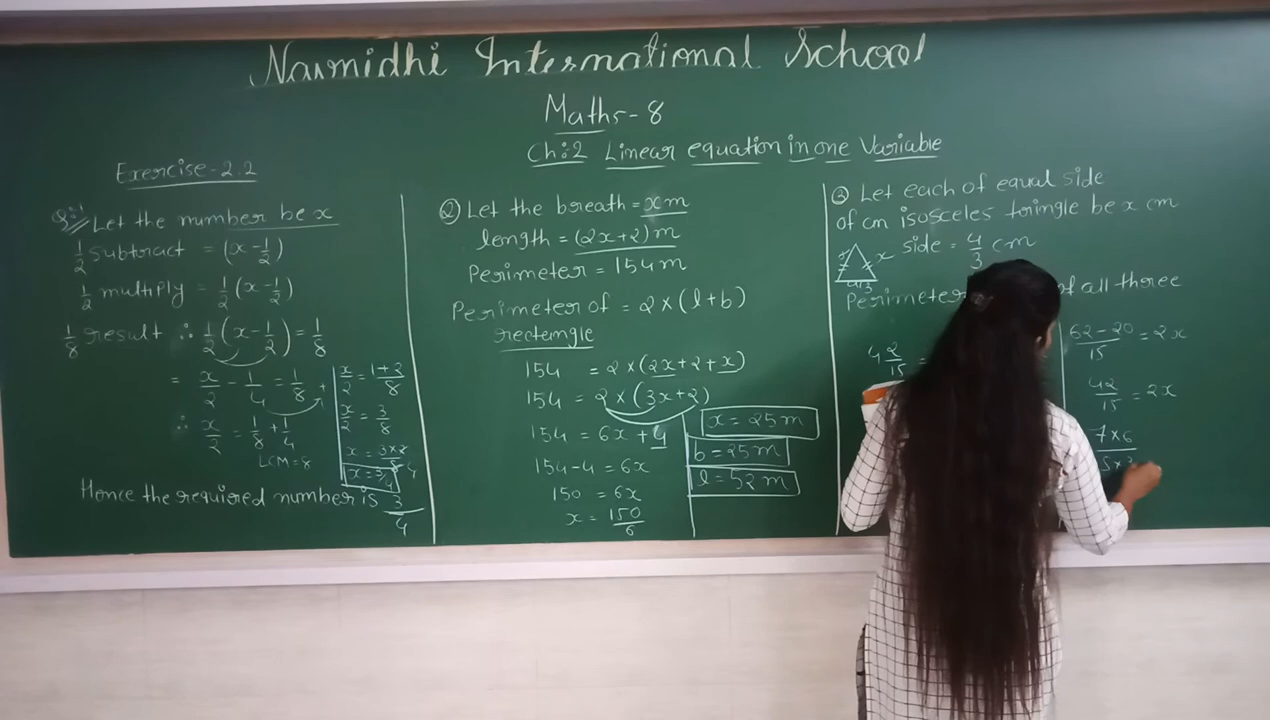 Navnidhi International School
Maths-8
Ch:2 Linear equation in one Variable
Exercise-2.2
Q:1 Let the number be x
1/2 subtract = (x - 1/2)
1/2 multiply = 1/2 (x - 1/2)
1/8 result ∴ 1/2 (x - 1/2) = 1/8
= x/2 - 1/4 = 1/8
∴ x/2 = 1/8 + 1/4
LCM = 8
x/2 = 1+2/8
x/2 = 3/8
x = 3×2/8
x = 3/4
Hence the required number is 3/4
② Let the breath = x m
length = (2x+2) m
Perimeter = 154 m
Perimeter of = 2 × (l + b)
rectangle
154 = 2 × (2x + 2 + x)
154 = 2 × (3x + 2)
154 = 6x + 4
154 - 4 = 6x
150 = 6x
x = 150/6
x = 25 m
b = 25 m
l = 52 m
③ Let each of equal side
of an isosceles tringle be x cm
side = 4/3 cm
x
4/3
Perimeter of all three
4 2/15 =
62 - 20/15 = 2x
42/15 = 2x
7 × 6